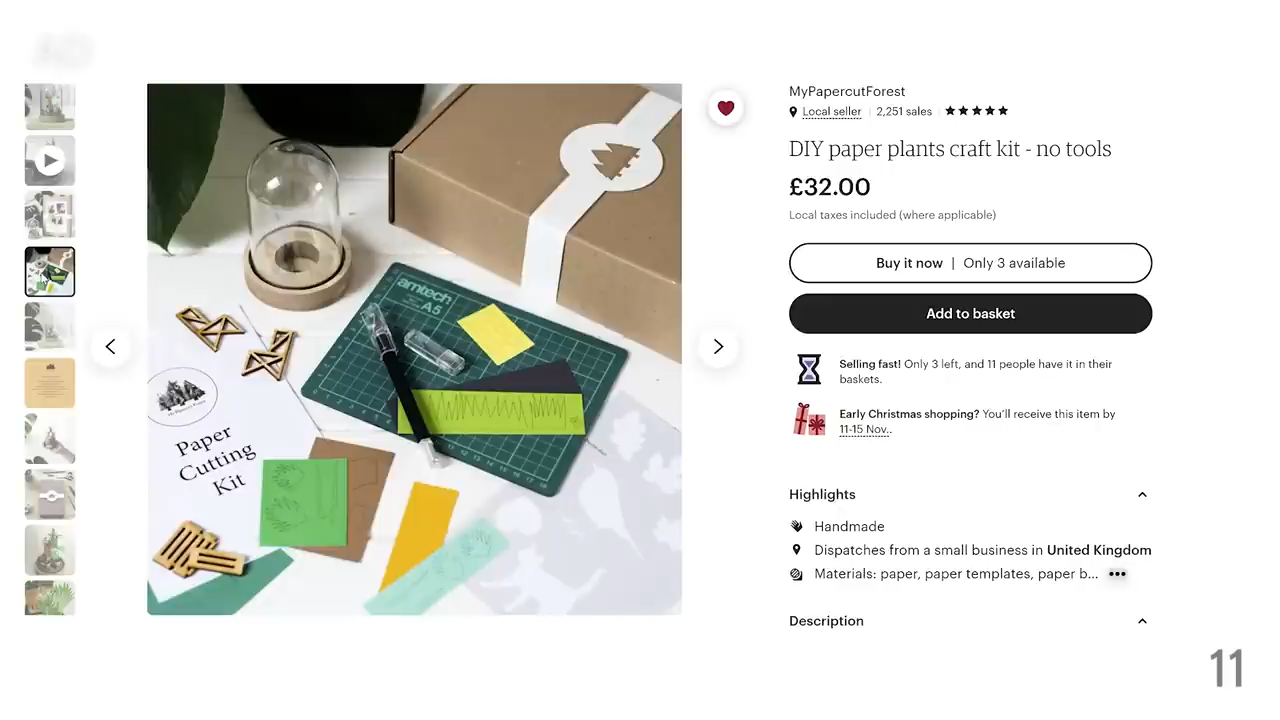 MyPapercutForest
Local seller | 2,251 sales ★★★★★
DIY paper plants craft kit - no tools
£32.00
Local taxes included (where applicable)
Buy it now | Only 3 available
Add to basket
Selling fast! Only 3 left, and 11 people have it in their
baskets.
Early Christmas shopping? You'll receive this item by
11-15 Nov..
Highlights
Handmade
Dispatches from a small business in United Kingdom
Materials: paper, paper templates, paper b... •••
Description
amtech
A5
Paper
Cutting
Kit
11